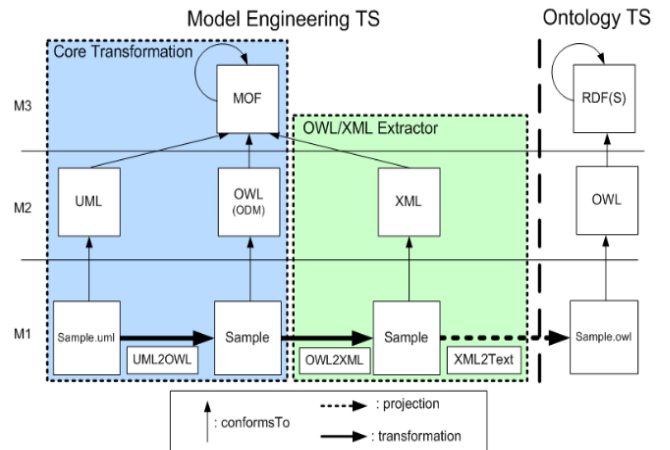 Model Engineering TS
Ontology TS
Core Transformation
M3
MOF
RDF(S)
OWL/XML Extractor
M2
UML
OWL
(ODM)
XML
OWL
M1
Sample.uml
Sample
Sample
Sample.owl
UML2OWL
OWL2XML
XML2Text
: conformsTo
: projection
: transformation